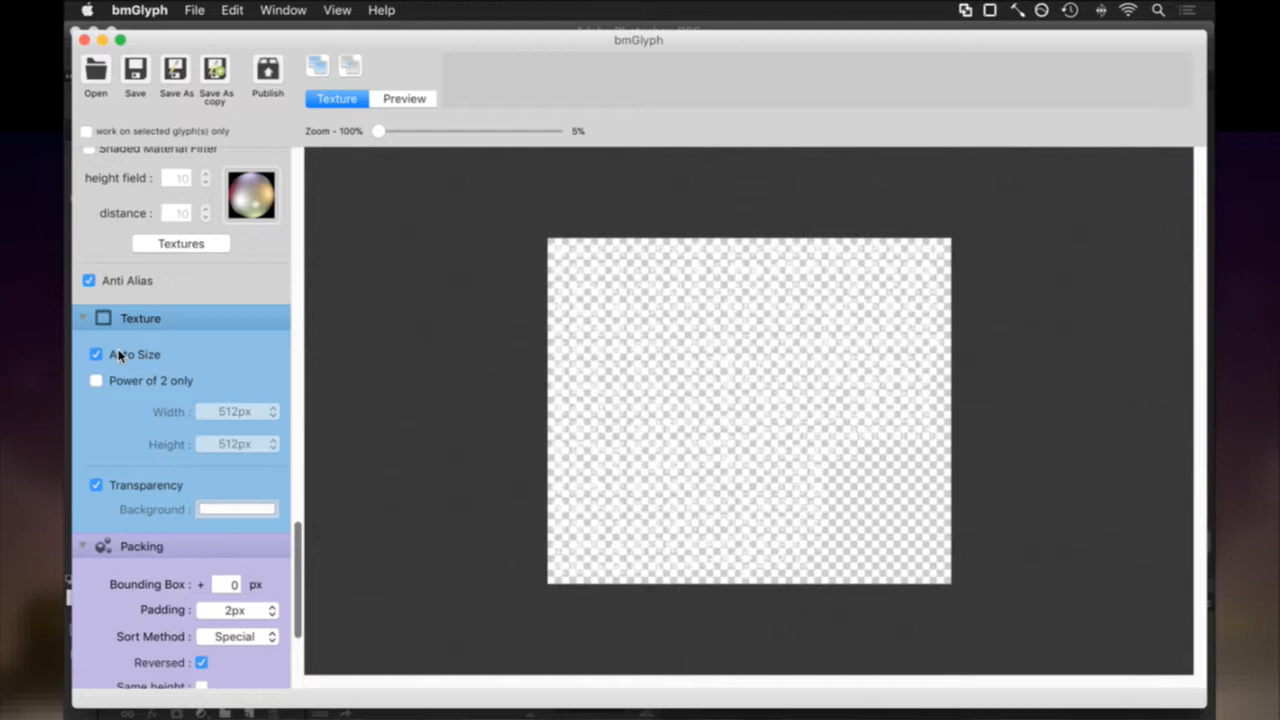 bmGlyph File Edit Window View Help
bmGlyph
Open Save Save As Save As copy Publish
Texture Preview
work on selected glyph(s) only
Zoom - 100% 5%
Shaded Material Filter
height field : 10
distance : 10
Textures
Anti Alias
Texture
Auto Size
Power of 2 only
Width : 512px
Height : 512px
Transparency
Background :
Packing
Bounding Box : + 0 px
Padding : 2px
Sort Method : Special
Reversed :
Same height